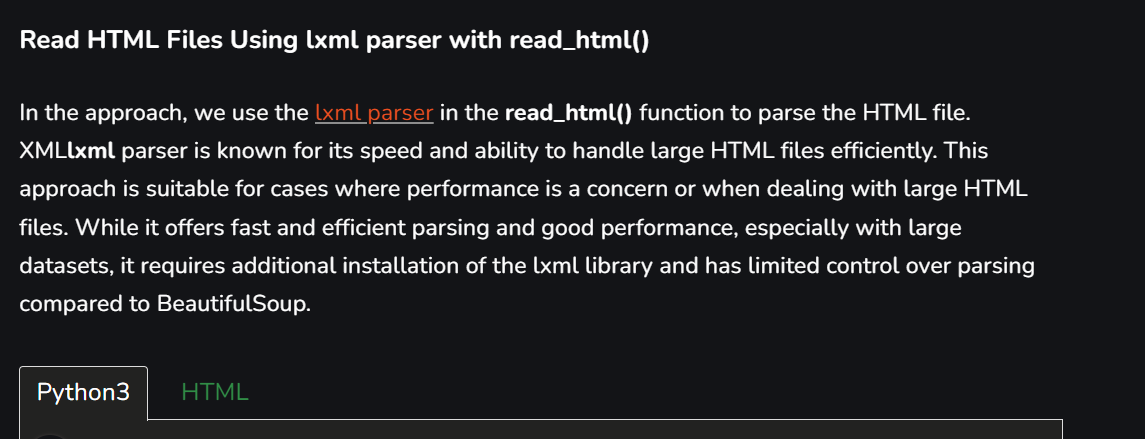 Read HTML Files Using lxml parser with read_html()
In the approach, we use the lxml parser in the read_html() function to parse the HTML file.
XMLlxml parser is known for its speed and ability to handle large HTML files efficiently. This
approach is suitable for cases where performance is a concern or when dealing with large HTML
files. While it offers fast and efficient parsing and good performance, especially with large
datasets, it requires additional installation of the lxml library and has limited control over parsing
compared to BeautifulSoup.
Python3 HTML